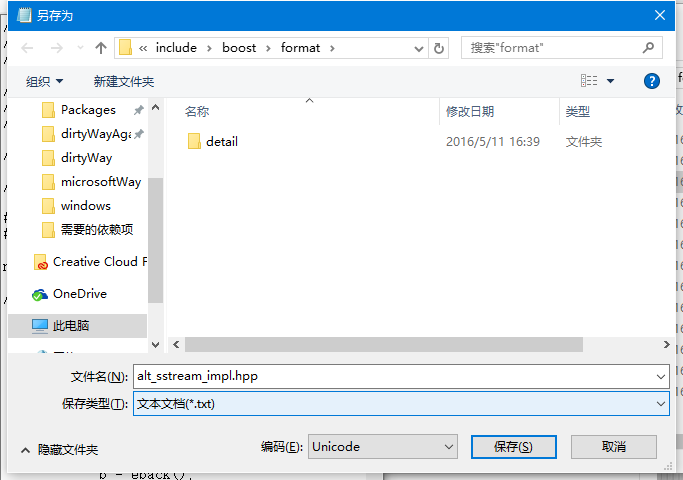 另存为
« include › boost › format ›
搜索"format"
组织
新建文件夹
名称
修改日期
类型
Packages
dirtyWayAga
dirtyWay
microsoftWay
windows
需要的依赖项
Creative Cloud F
OneDrive
此电脑
detail
2016/5/11 16:39
文件夹
文件名(N):
alt_sstream_impl.hpp
保存类型(T):
文本文档(*.txt)
隐藏文件夹
编码(E):
Unicode
保存(S)
取消
b = eback();